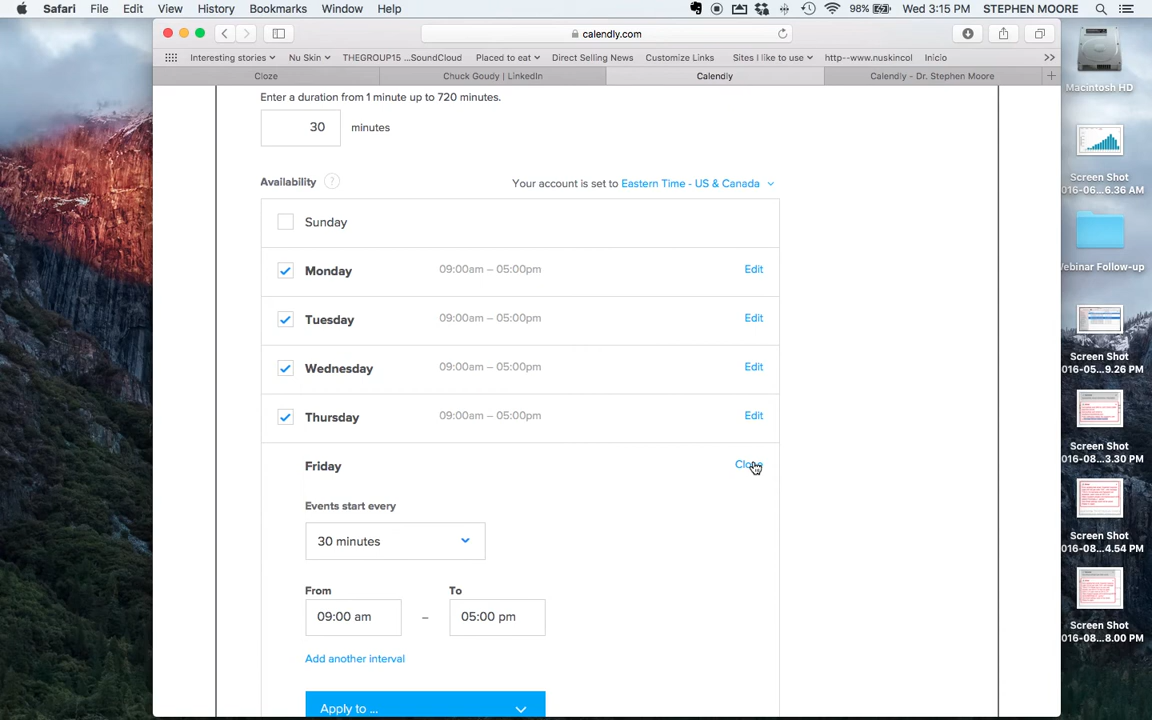 Safari File Edit View History Bookmarks Window Help 98% Wed 3:15 PM STEPHEN MOORE
calendly.com
Interesting stories Nu Skin THEGROUP15 ...SoundCloud Placed to eat Direct Selling News Customize Links Sites I like to use http--www.nuskincol Inicio >>
Cloze Chuck Goudy | LinkedIn Calendly Calendly - Dr. Stephen Moore +
Macintosh HD
Enter a duration from 1 minute up to 720 minutes.
30 minutes
Screen Shot
016-06...6.36 AM
Availability ? Your account is set to Eastern Time - US & Canada
Sunday
Monday 09:00am – 05:00pm Edit
Webinar Follow-up
Tuesday 09:00am – 05:00pm Edit
Screen Shot
016-05...9.26 PM
Wednesday 09:00am – 05:00pm Edit
Thursday 09:00am – 05:00pm Edit
Screen Shot
016-08...3.30 PM
Friday Close
Events start every
30 minutes
Screen Shot
016-08...4.54 PM
From To
09:00 am – 05:00 pm
Screen Shot
016-08...8.00 PM
Add another interval
Apply to ...